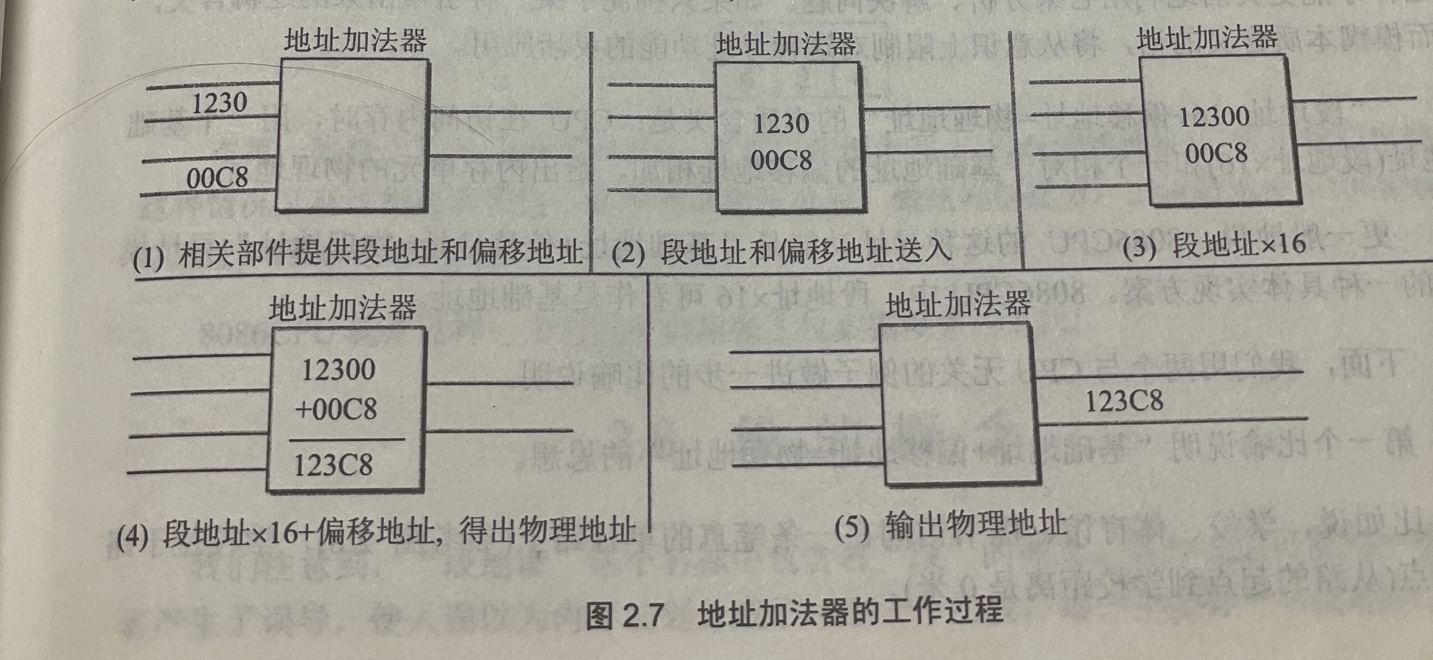 地址加法器
1230
00C8
(1) 相关部件提供段地址和偏移地址
地址加法器
1230
00C8
(2) 段地址和偏移地址送入
地址加法器
12300
00C8
(3) 段地址×16
地址加法器
12300
+00C8
123C8
(4) 段地址×16+偏移地址, 得出物理地址
地址加法器
123C8
(5) 输出物理地址
图 2.7 地址加法器的工作过程